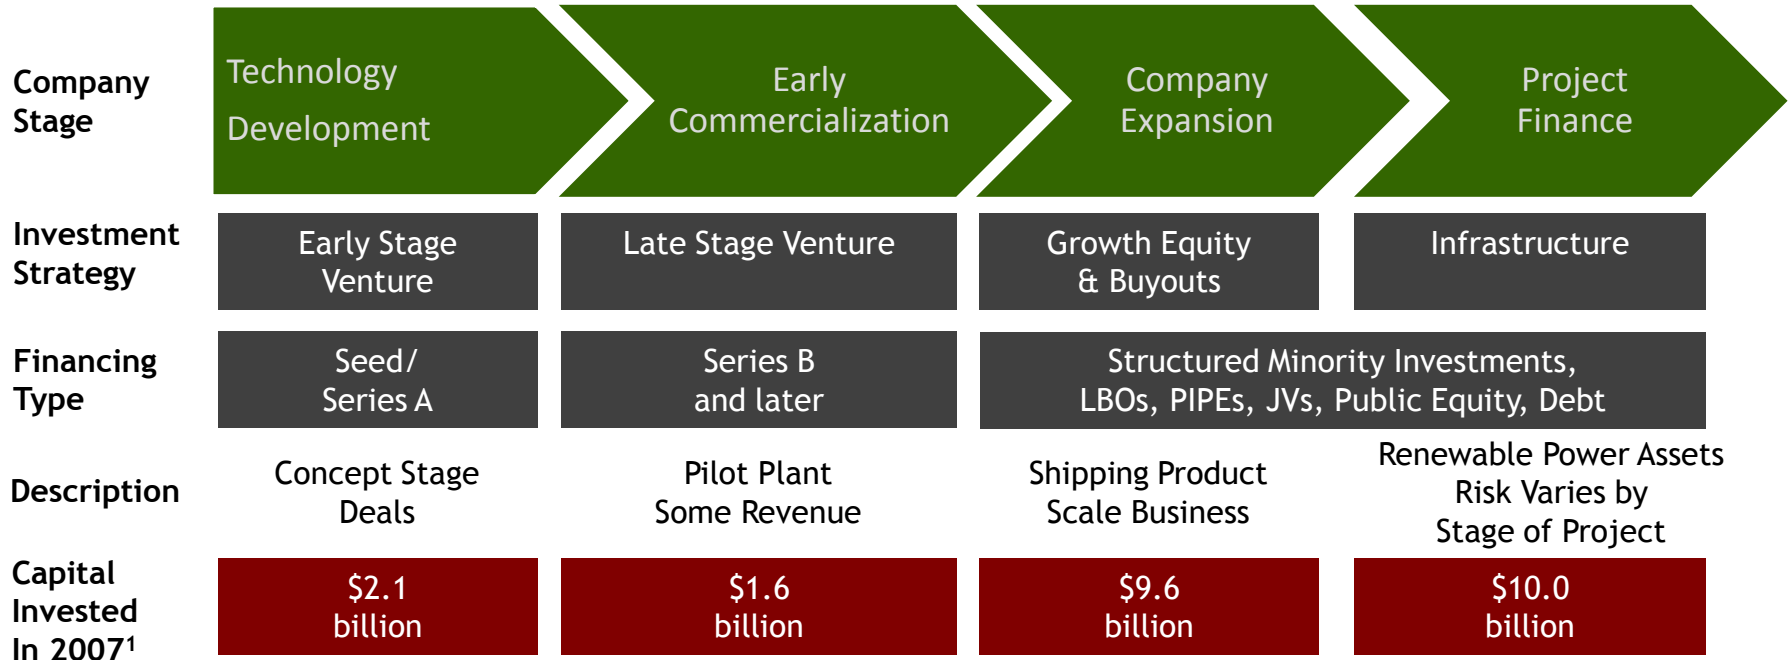 Company
Stage
Technology
Development
Early
Commercialization
Company
Expansion
Project
Finance
Investment
Strategy
Early Stage
Venture
Late Stage Venture
Growth Equity
& Buyouts
Infrastructure
Financing
Type
Seed/
Series A
Series B
and later
Structured Minority Investments,
LBOs, PIPEs, JVs, Public Equity, Debt
Description
Concept Stage
Deals
Pilot Plant
Some Revenue
Shipping Product
Scale Business
Renewable Power Assets
Risk Varies by
Stage of Project
Capital
Invested
In 2007¹
$2.1
billion
$1.6
billion
$9.6
billion
$10.0
billion